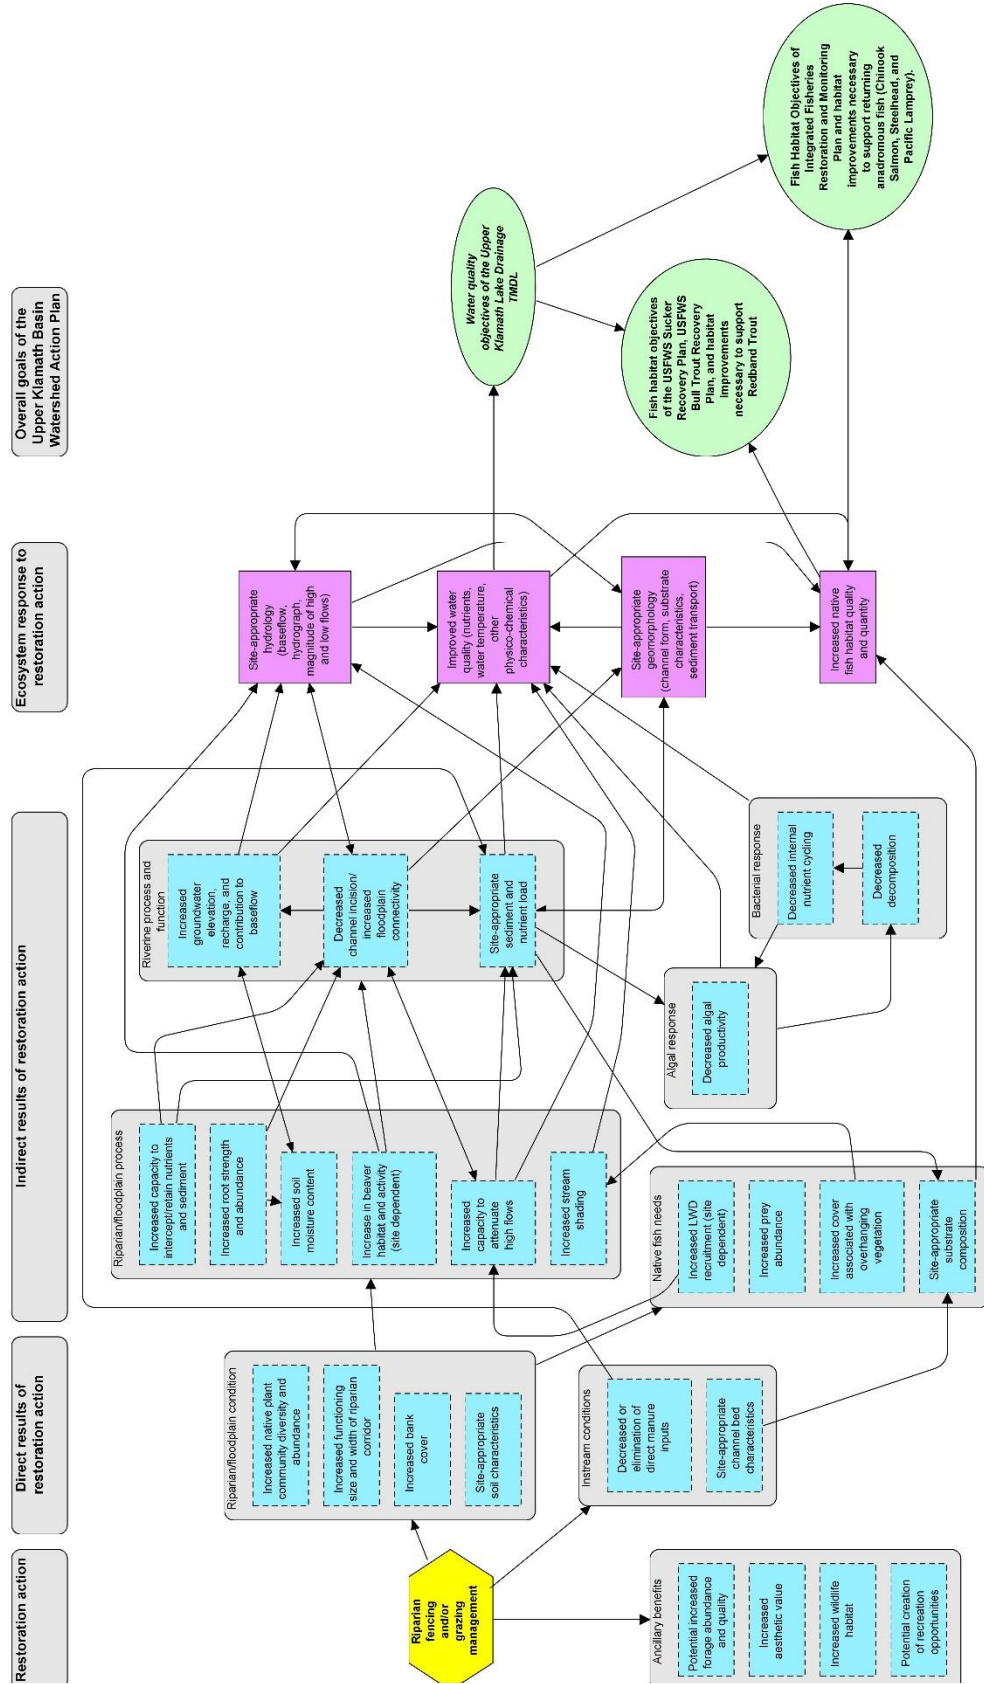 Restoration action
Direct results of
restoration action
Indirect results of restoration action
Ecosystem response to
restoration action
Overall goals of the
Upper Klamath Basin
Watershed Action Plan
Riparian
fencing
and/or
grazing
management
Ancillary benefits
Potential increased
forage abundance
and quality
Increased
aesthetic value
Increased wildlife
habitat
Potential creation
of recreation
opportunities
Riparian/floodplain condition
Increased native plant
community diversity and
abundance
Increased functioning
size and width of riparian
corridor
Increased bank
cover
Site-appropriate
soil characteristics
Instream conditions
Decreased or
elimination of
direct manure
inputs
Site-appropriate
channel bed
characteristics
Riparian/floodplain process
Increased capacity to
intercept/retain nutrients
and sediment
Increased root strength
and abundance
Increased soil
moisture content
Increase in beaver
habitat and activity
(site dependent)
Increased
capacity to
attenuate
high flows
Increased stream
shading
Native fish needs
Increased LWD
recruitment (site
dependent)
Increased prey
abundance
Increased cover
associated with
overhanging
vegetation
Site-appropriate
substrate
composition
Riverine process and
function
Increased
groundwater
elevation,
recharge, and
contribution to
baseflow
Decreased
channel incision/
increased
floodplain
connectivity
Site-appropriate
sediment and
nutrient load
Algal response
Decreased algal
productivity
Bacterial response
Decreased internal
nutrient cycling
Decreased
decomposition
Site-appropriate
hydrology
(baseflow,
hydrograph,
magnitude of high
and low flows)
Improved water
quality (nutrients,
water temperature,
other
physico-chemical
characteristics)
Site-appropriate
geomorphology
(channel form, substrate
characteristics,
sediment transport)
Increased native
fish habitat quality
and quantity
Water quality
objectives of the Upper
Klamath Lake Drainage
TMDL
Fish habitat objectives
of the USFWS Sucker
Recovery Plan, USFWS
Bull Trout Recovery
Plan, and habitat
improvements
necessary to support
Redband Trout
Fish Habitat Objectives of
Integrated Fisheries
Restoration and Monitoring
Plan and habitat
improvements necessary
to support returning
anadromous fish (Chinook
Salmon, Steelhead, and
Pacific Lamprey).